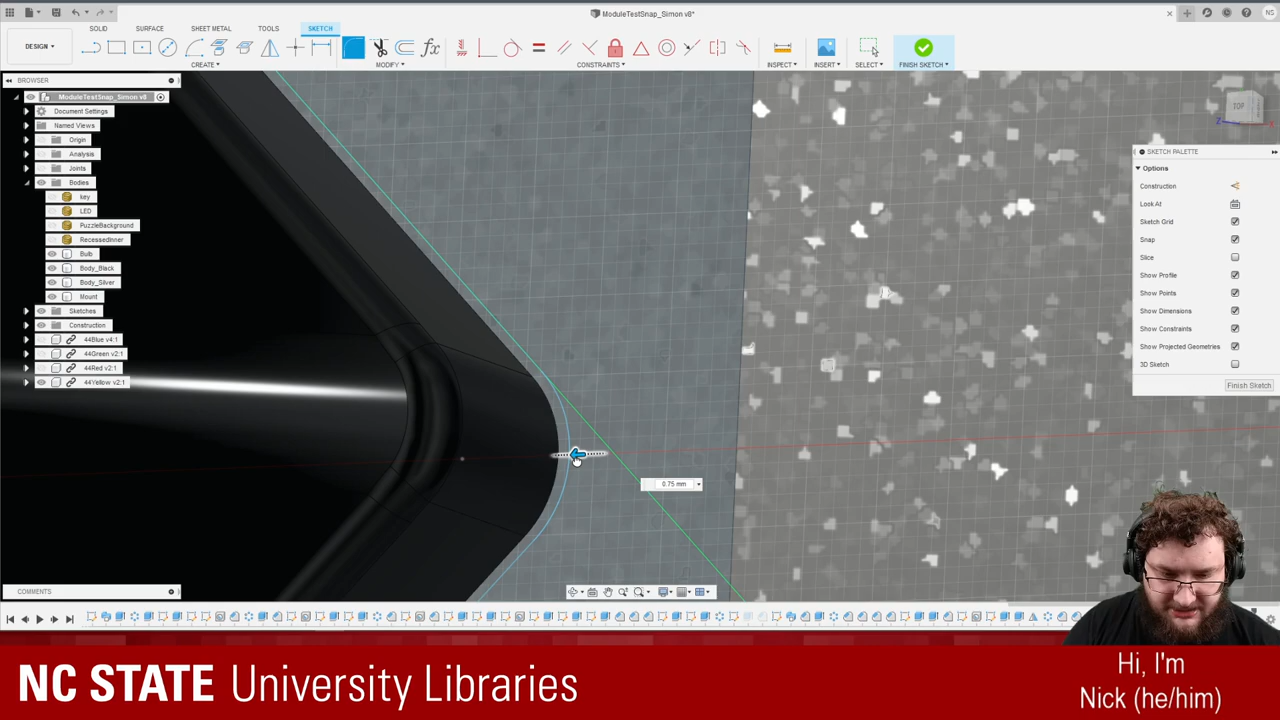 ModuleTestSnap_Simon v8*
NS
DESIGN
SOLID
SURFACE
SHEET METAL
TOOLS
SKETCH
CREATE
MODIFY
CONSTRAINTS
INSPECT
INSERT
SELECT
FINISH SKETCH
BROWSER
ModuleTestSnap_Simon v8
Document Settings
Named Views
Origin
Analysis
Joints
Bodies
key
LED
PuzzleBackground
RecessedInner
Bulb
Body_Black
Body_Silver
Mount
Sketches
Construction
44Blue v4:1
44Green v2:1
44Red v2:1
44Yellow v2:1
COMMENTS
TOP
Z
X
0.75 mm
SKETCH PALETTE
Options
Construction
Look At
Sketch Grid
Snap
Slice
Show Profile
Show Points
Show Dimensions
Show Constraints
Show Projected Geometries
3D Sketch
Finish Sketch
NC STATE University Libraries
Hi, I'm
Nick (he/him)